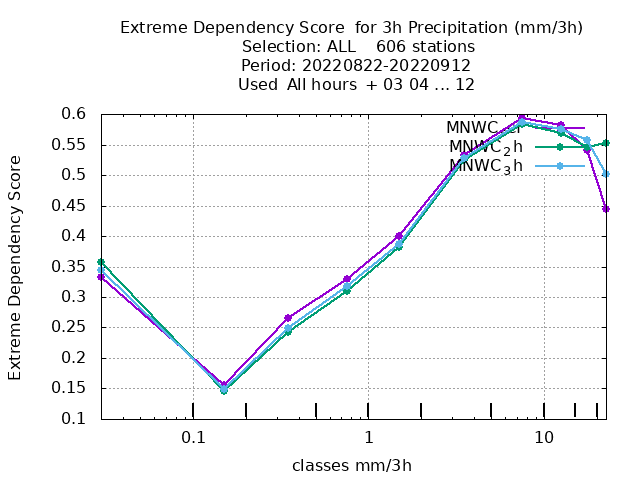 Extreme Dependency Score  for 3h Precipitation (mm/3h)
Selection: ALL    606 stations
Period: 20220822-20220912
Used  All hours  + 03 04 ... 12
0.6
0.55
0.5
0.45
0.4
0.35
0.3
0.25
0.2
0.15
0.1
Extreme Dependency Score
MNWC
MNWC2h
MNWC3h
0.1
1
10
classes mm/3h